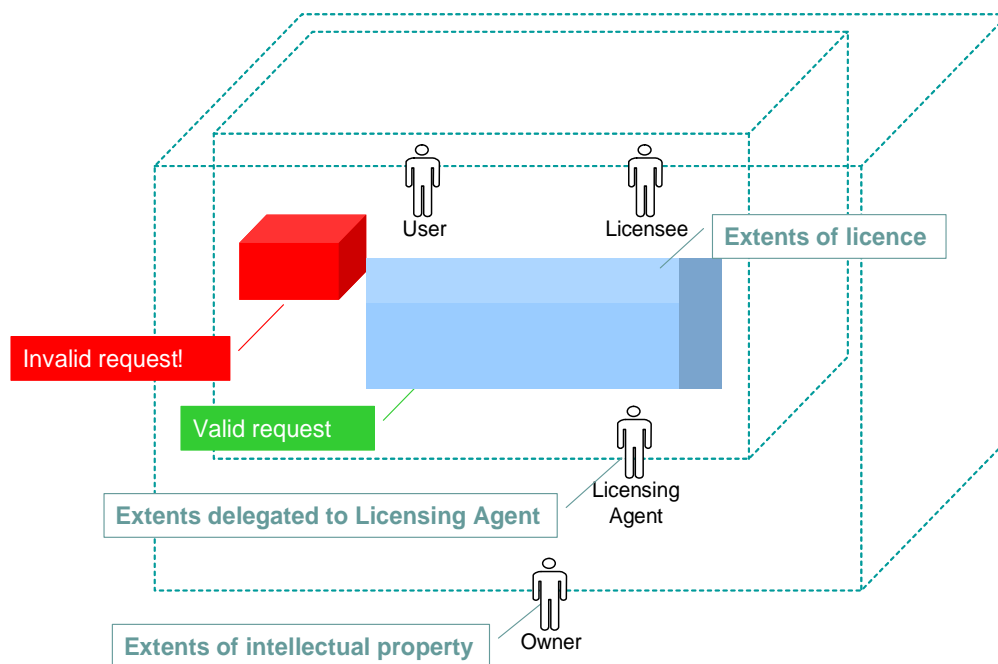 User
Licensee
Extents of licence
Invalid request!
Valid request
Extents delegated to Licensing Agent
Licensing
Agent
Extents of intellectual property
Owner